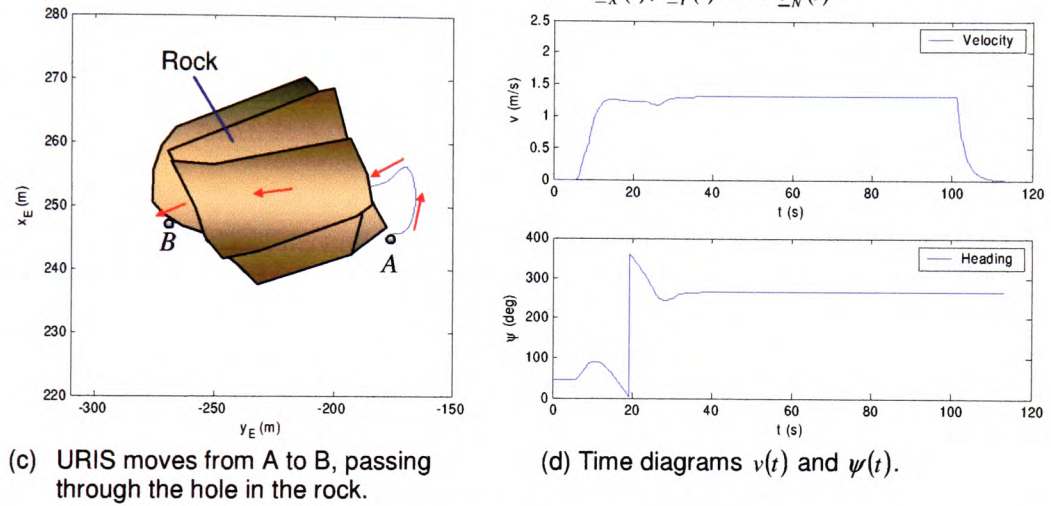 280
270
260
250
240
230
220
-300
-250
-200
-150
x_E (m)
y_E (m)
Rock
B
A
(c) URIS moves from A to B, passing
through the hole in the rock.
2.5
2
1.5
1
0.5
0
v (m/s)
Velocity
0 20 40 60 80 100 120
t (s)
400
300
200
100
0
ψ (deg)
Heading
0 20 40 60 80 100 120
t (s)
(d) Time diagrams v(t) and ψ(t).